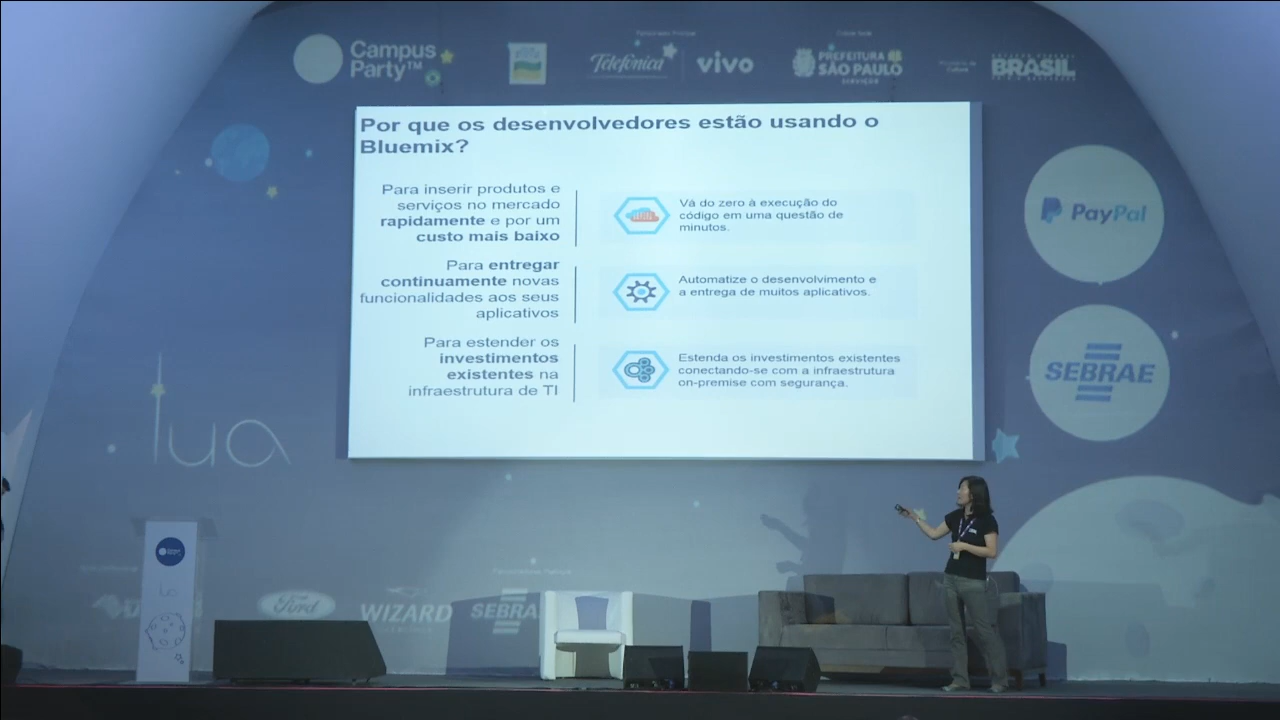 Campus
Party™
Telefónica
vivo
PREFEITURA
SÃO PAULO
SERVIÇOS
BRASIL
Por que os desenvolvedores estão usando o
Bluemix?
Para inserir produtos e
serviços no mercado
rapidamente e por um
custo mais baixo
Vá do zero à execução do
código em uma questão de
minutos.
Para entregar
continuamente novas
funcionalidades aos seus
aplicativos
Automatize o desenvolvimento e
a entrega de muitos aplicativos.
Para estender os
investimentos
existentes na
infraestrutura de TI
Estenda os investimentos existentes
conectando-se com a infraestrutura
on-premise com segurança.
PayPal
SEBRAE
lua
Ford
WIZARD
SEBRA